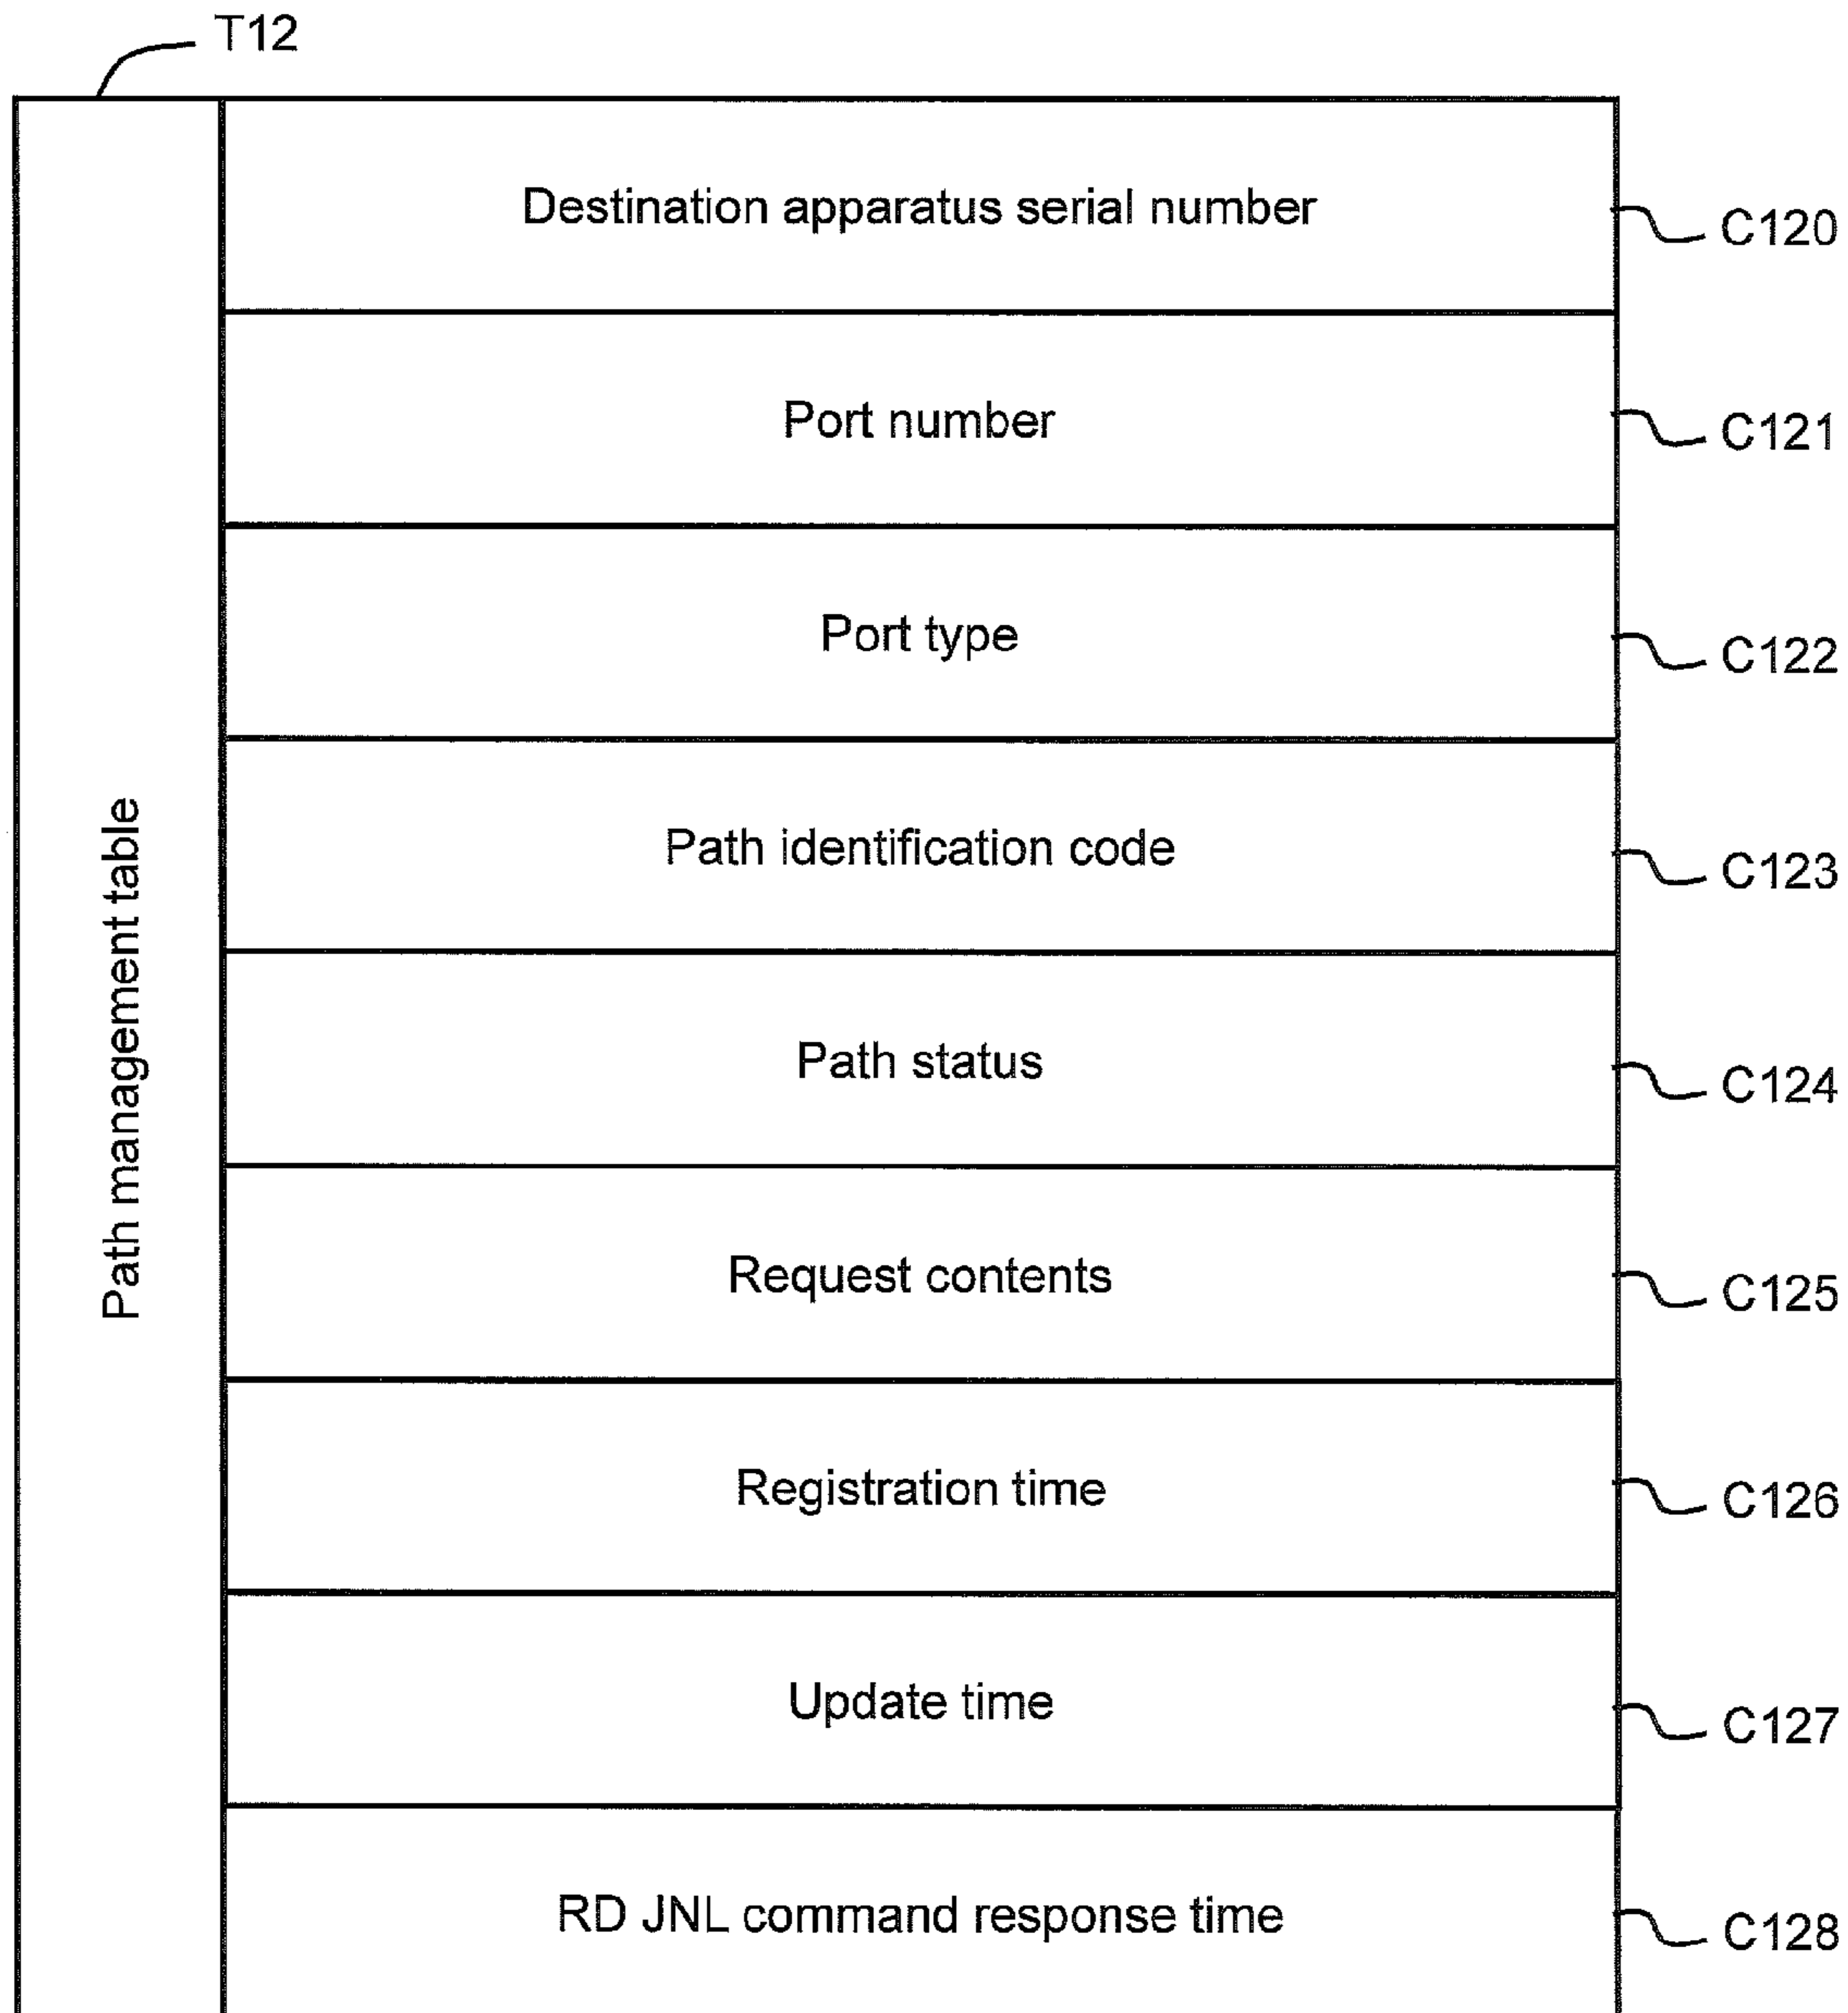 T12
Path management table
Destination apparatus serial number
C120
Port number
C121
Port type
C122
Path identification code
C123
Path status
C124
Request contents
C125
Registration time
C126
Update time
C127
RD JNL command response time
C128